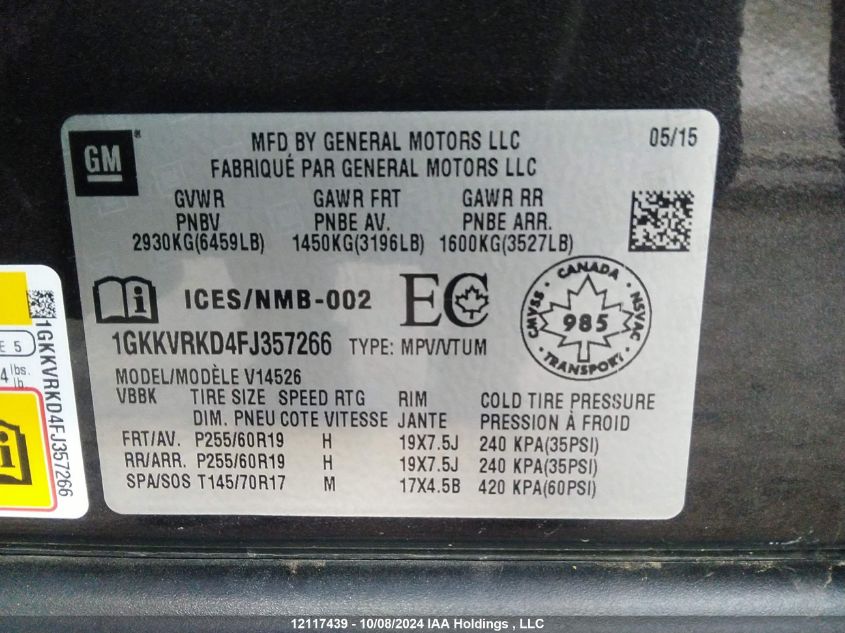 GM
MFD BY GENERAL MOTORS LLC 05/15
FABRIQUÉ PAR GENERAL MOTORS LLC
GVWR GAWR FRT GAWR RR
PNBV PNBE AV. PNBE ARR.
2930KG(6459LB) 1450KG(3196LB) 1600KG(3527LB)
ICES/NMB-002 EC
CANADA
CMVSS 985 NSVAC
TRANSPORT
1GKKVRKD4FJ357266 TYPE: MPV/VTUM
MODEL/MODÈLE V14526
VBBK TIRE SIZE SPEED RTG RIM COLD TIRE PRESSURE
DIM. PNEU COTE VITESSE JANTE PRESSION À FROID
FRT/AV. P255/60R19 H 19X7.5J 240 KPA(35PSI)
RR/ARR. P255/60R19 H 19X7.5J 240 KPA(35PSI)
SPA/SOS T145/70R17 M 17X4.5B 420 KPA(60PSI)
E 5
4 lbs.
lb.
1GKKVRKD4FJ357266
12117439 - 10/08/2024 IAA Holdings , LLC